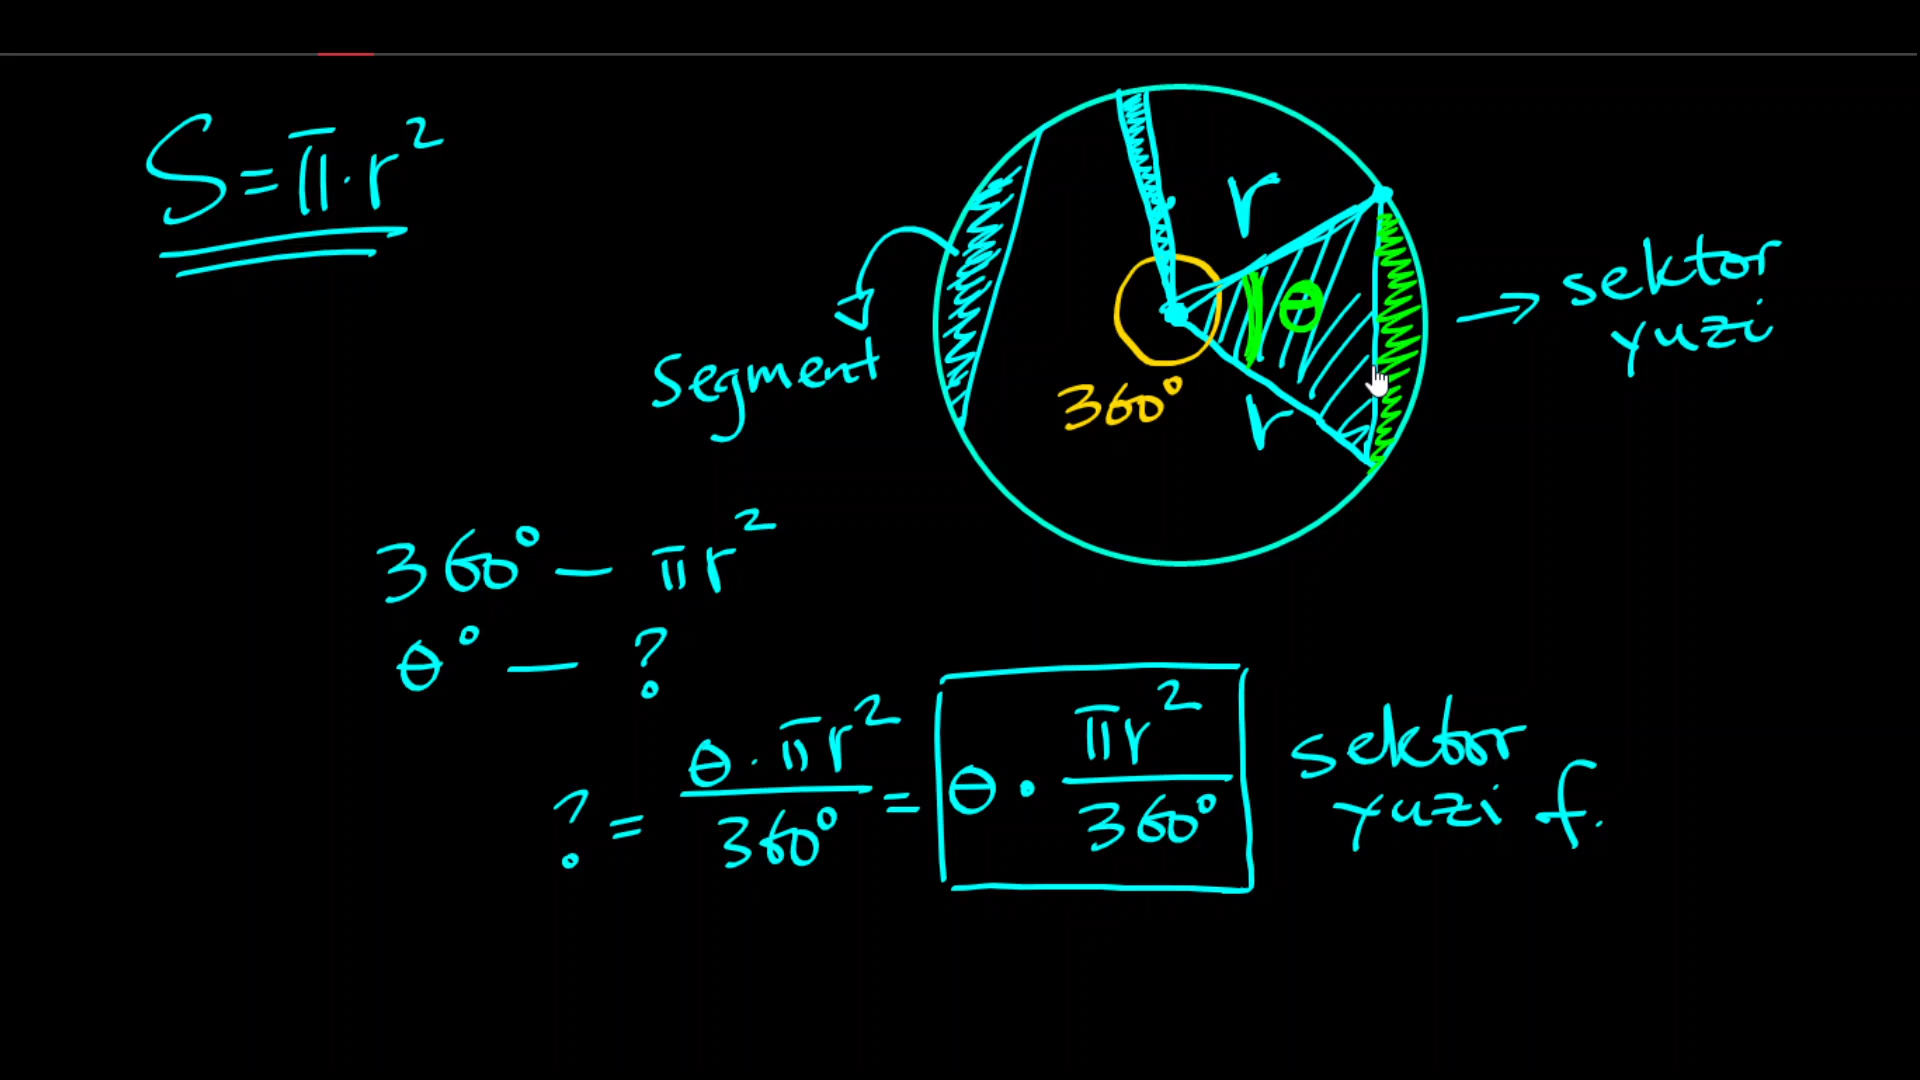 S = π · r²
r
θ
→ sektor
yuzi
segment
360°
r
360° — πr²
θ° — ?
? = θ · πr² / 360° = θ · πr² / 360°
sektor
yuzi f.